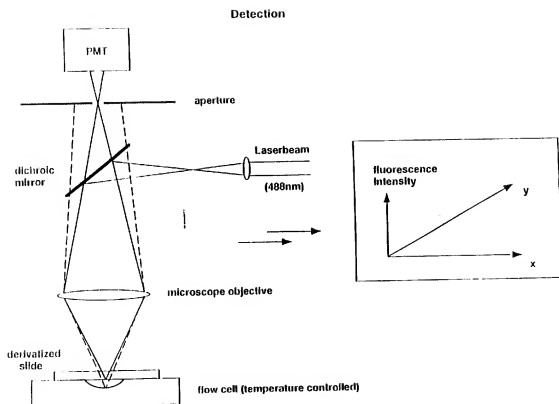 Detection
PMT
aperture
Laserbeam
(488nm)
dichroic
mirror
fluorescence
Intensity
y
x
microscope objective
derivatized
slide
flow cell (temperature controlled)